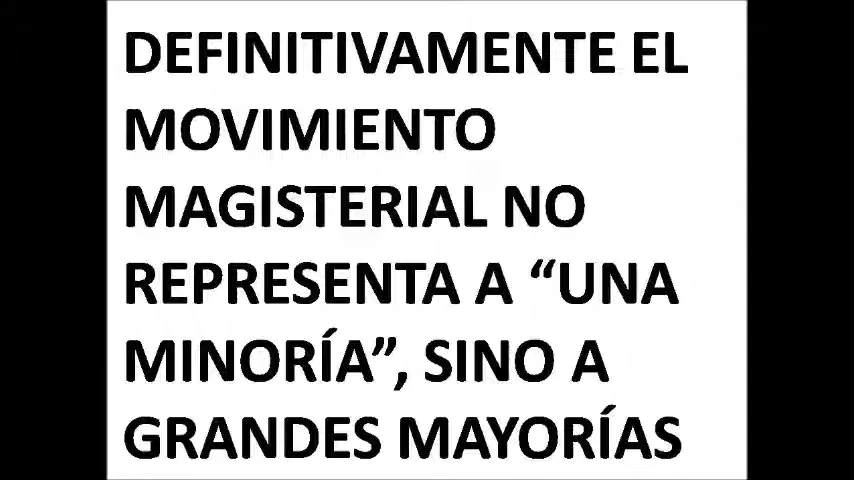 DEFINITIVAMENTE EL
MOVIMIENTO
MAGISTERIAL NO
REPRESENTA A “UNA
MINORÍA”, SINO A
GRANDES MAYORÍAS